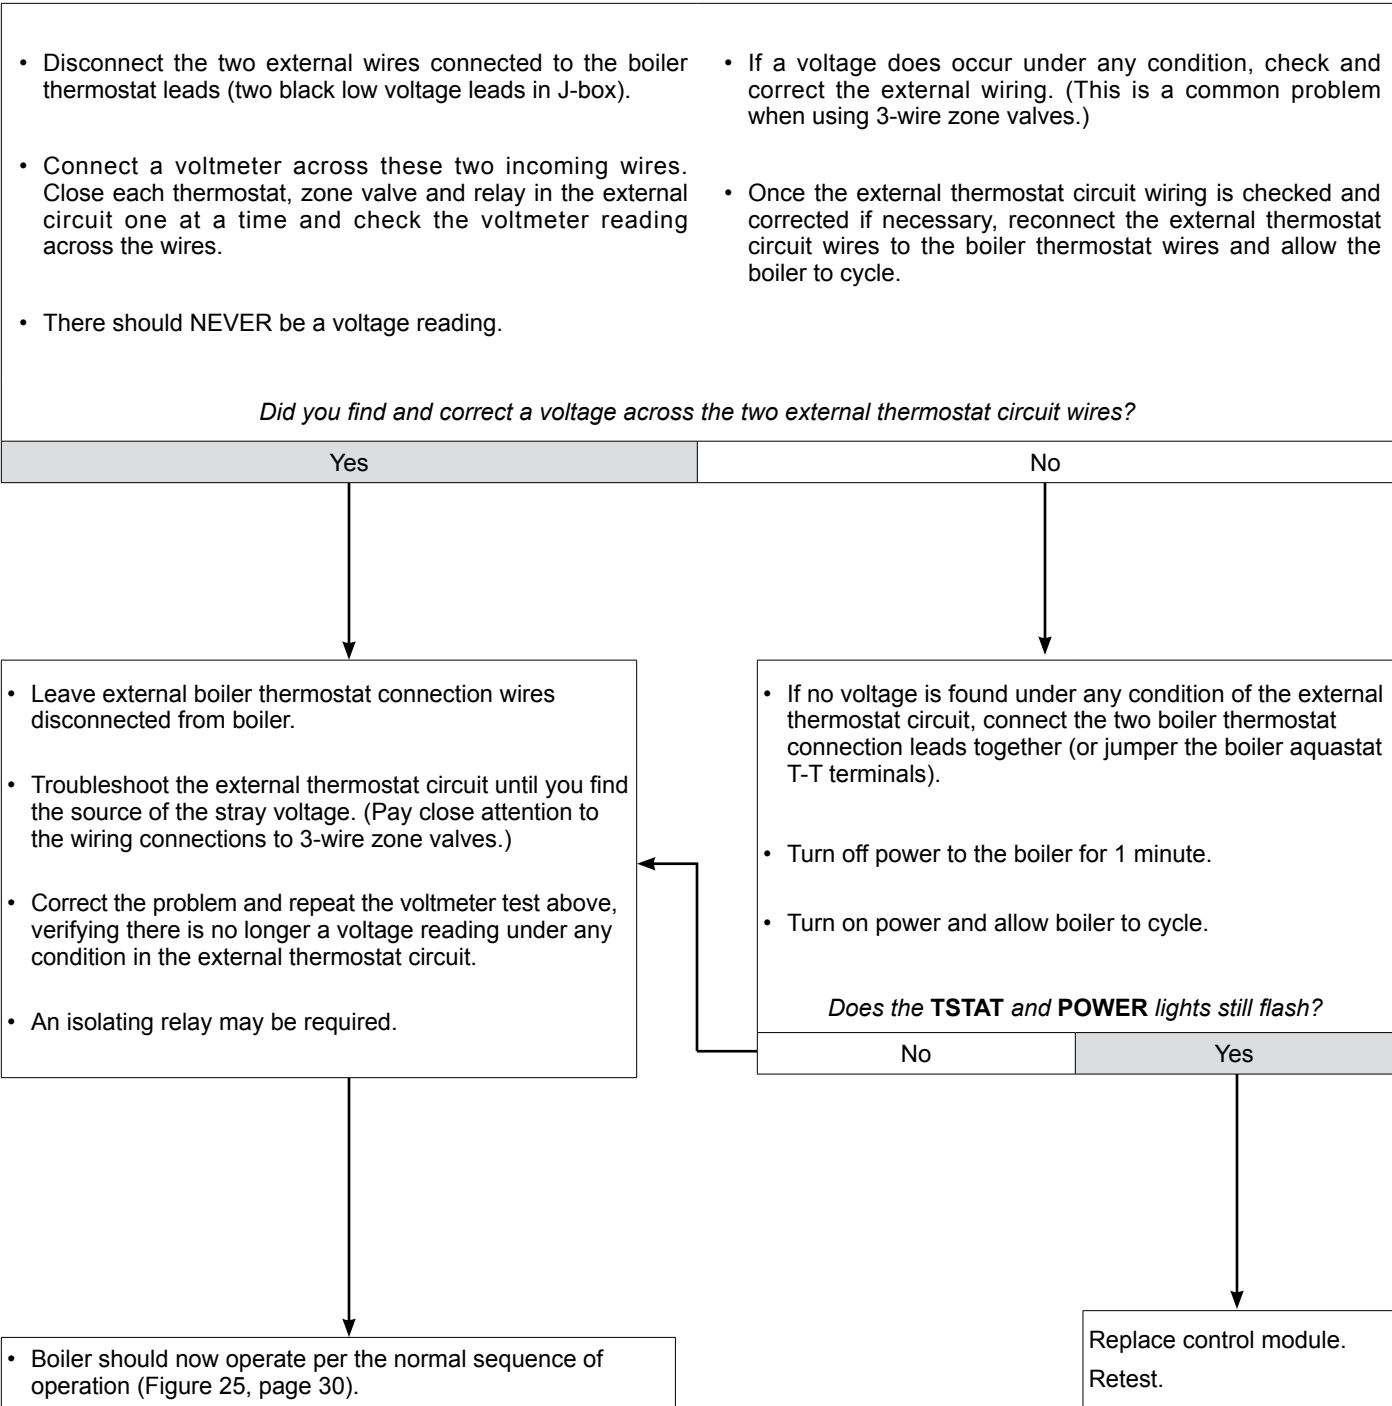 • Disconnect the two external wires connected to the boiler
thermostat leads (two black low voltage leads in J-box).
• Connect a voltmeter across these two incoming wires.
Close each thermostat, zone valve and relay in the external
circuit one at a time and check the voltmeter reading
across the wires.
• There should NEVER be a voltage reading.
• If a voltage does occur under any condition, check and
correct the external wiring. (This is a common problem
when using 3-wire zone valves.)
• Once the external thermostat circuit wiring is checked and
corrected if necessary, reconnect the external thermostat
circuit wires to the boiler thermostat wires and allow the
boiler to cycle.
Did you find and correct a voltage across the two external thermostat circuit wires?
Yes
No
• Leave external boiler thermostat connection wires
disconnected from boiler.
• Troubleshoot the external thermostat circuit until you find
the source of the stray voltage. (Pay close attention to
the wiring connections to 3-wire zone valves.)
• Correct the problem and repeat the voltmeter test above,
verifying there is no longer a voltage reading under any
condition in the external thermostat circuit.
• An isolating relay may be required.
• If no voltage is found under any condition of the external
thermostat circuit, connect the two boiler thermostat
connection leads together (or jumper the boiler aquastat
T-T terminals).
• Turn off power to the boiler for 1 minute.
• Turn on power and allow boiler to cycle.
Does the TSTAT and POWER lights still flash?
No
Yes
• Boiler should now operate per the normal sequence of
operation (Figure 25, page 30).
Replace control module.
Retest.